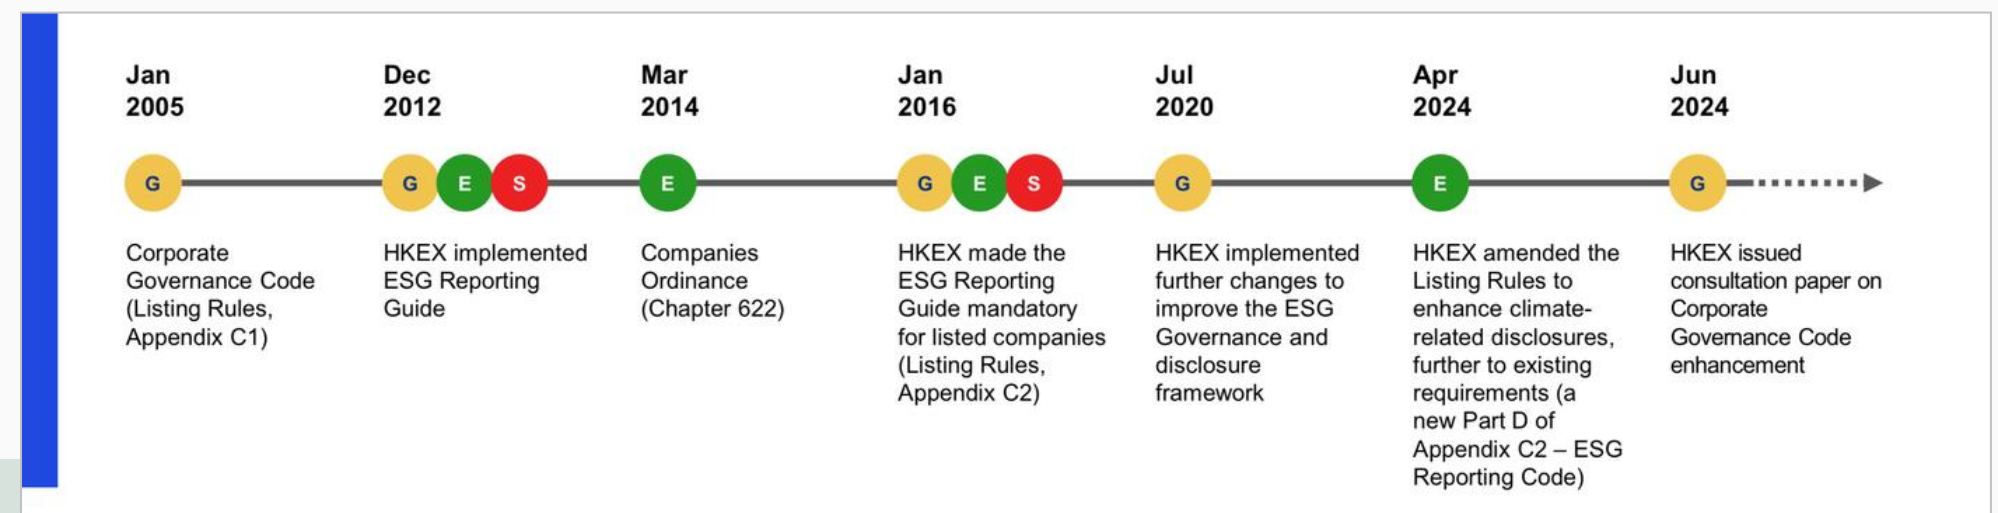 Jan
2005
Dec
2012
Mar
2014
Jan
2016
Jul
2020
Apr
2024
Jun
2024
G
G E S
E
G E S
G
E
G
Corporate
Governance Code
(Listing Rules,
Appendix C1)
HKEX implemented
ESG Reporting
Guide
Companies
Ordinance
(Chapter 622)
HKEX made the
ESG Reporting
Guide mandatory
for listed companies
(Listing Rules,
Appendix C2)
HKEX implemented
further changes to
improve the ESG
Governance and
disclosure
framework
HKEX amended the
Listing Rules to
enhance climate-
related disclosures,
further to existing
requirements (a
new Part D of
Appendix C2 – ESG
Reporting Code)
HKEX issued
consultation paper on
Corporate
Governance Code
enhancement